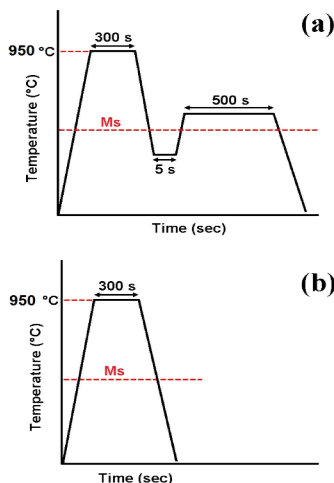 (a)
300 s
950 °C
500 s
Ms
5 s
Temperature (°C)
Time (sec)
(b)
300 s
950 °C
Ms
Temperature (°C)
Time (sec)